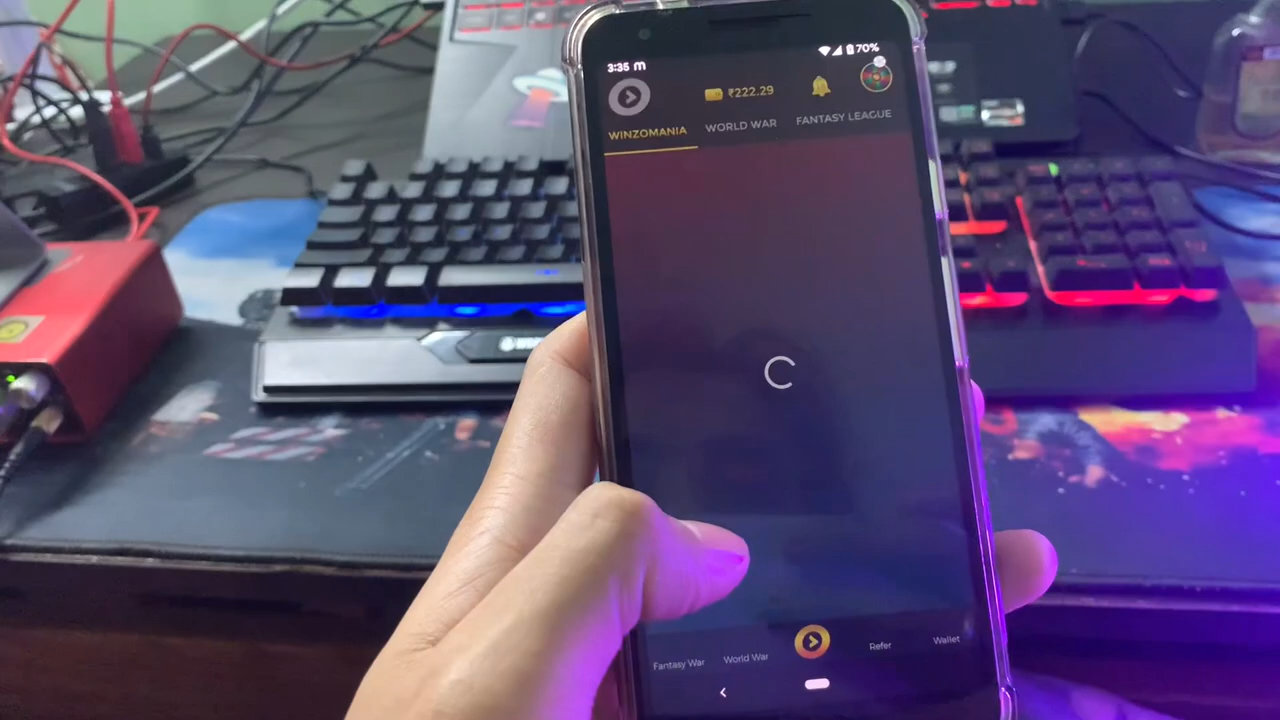 3:35 m 70%
₹222.29
WINZOMANIA WORLD WAR FANTASY LEAGUE
Fantasy War World War Refer Wallet